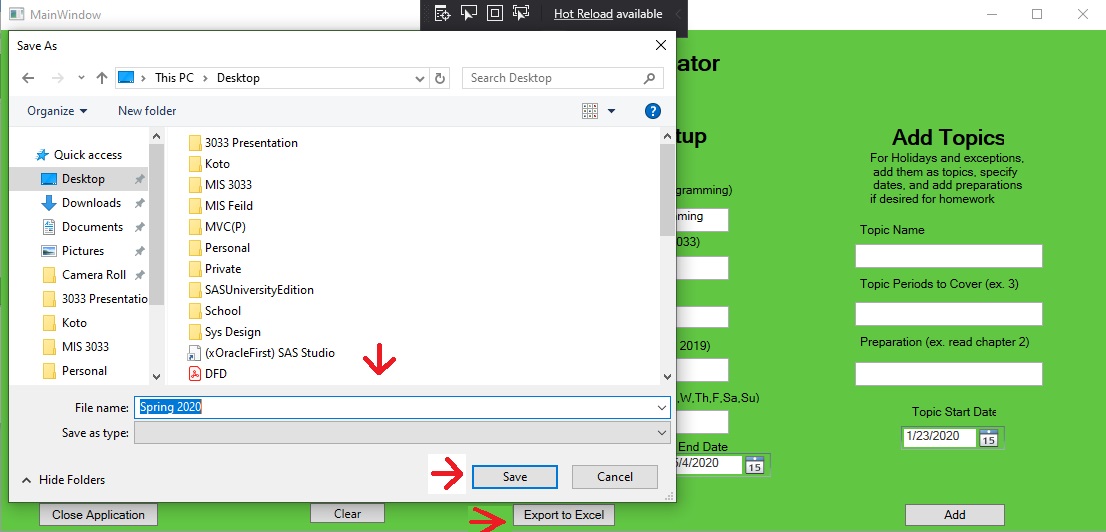 MainWindow
Hot Reload available
Save As
This PC
Desktop
Search Desktop
Organize
New folder
Quick access
Desktop
Downloads
Documents
Pictures
Camera Roll
3033 Presentatio
Koto
MIS 3033
Personal
3033 Presentation
Koto
MIS 3033
MIS Feild
MVC(P)
Personal
Private
SASUniversityEdition
School
Sys Design
(xOracleFirst) SAS Studio
DFD
File name: Spring 2020
Save as type:
Hide Folders
Save
Cancel
ator
tup
gramming)
ming
033)
2019)
,W,Th,F,Sa,Su)
End Date
5/4/2020
15
Add Topics
For Holidays and exceptions,
add them as topics, specify
dates, and add preparations
if desired for homework
Topic Name
Topic Periods to Cover (ex. 3)
Preparation (ex. read chapter 2)
Topic Start Date
1/23/2020
15
Close Application
Clear
Export to Excel
Add